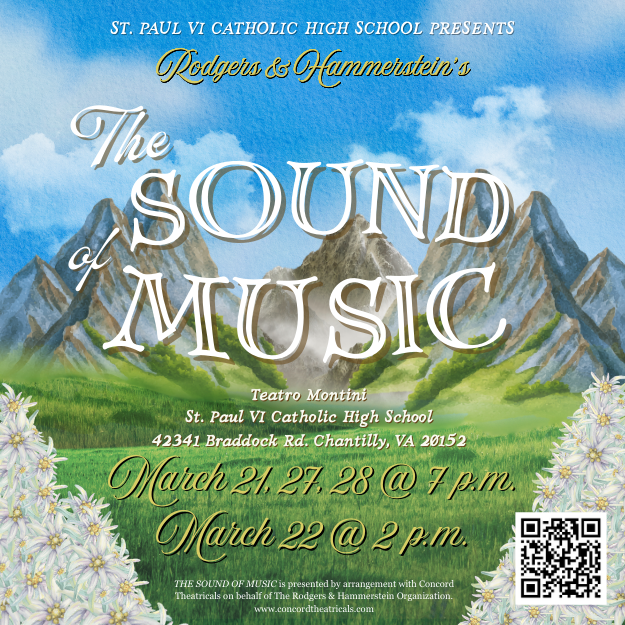 ST. PAUL VI CATHOLIC HIGH SCHOOL PRESENTS
Rodgers & Hammerstein's
The
SOUND
of
MUSIC
Teatro Montini
St. Paul VI Catholic High School
42341 Braddock Rd. Chantilly, VA 20152
March 21, 27, 28 @ 7 p.m.
March 22 @ 2 p.m.
THE SOUND OF MUSIC is presented by arrangement with Concord
Theatricals on behalf of The Rodgers & Hammerstein Organization.
www.concordtheatricals.com